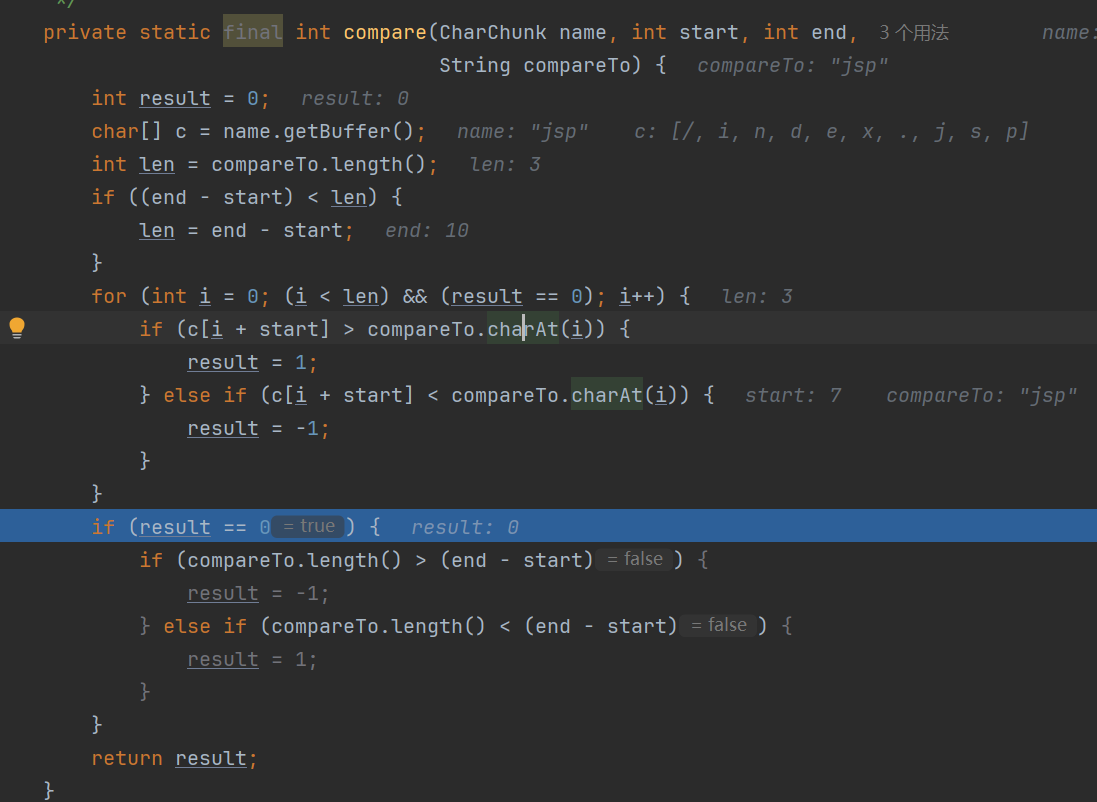 */
private static final int compare(CharChunk name, int start, int end, 3 个用法 name:
String compareTo) { compareTo: "jsp"
int result = 0; result: 0
char[] c = name.getBuffer(); name: "jsp" c: [/, i, n, d, e, x, ., j, s, p]
int len = compareTo.length(); len: 3
if ((end - start) < len) {
len = end - start; end: 10
}
for (int i = 0; (i < len) && (result == 0); i++) { len: 3
if (c[i + start] > compareTo.charAt(i)) {
result = 1;
} else if (c[i + start] < compareTo.charAt(i)) { start: 7 compareTo: "jsp"
result = -1;
}
}
if (result == 0 = true ) { result: 0
if (compareTo.length() > (end - start) = false ) {
result = -1;
} else if (compareTo.length() < (end - start) = false ) {
result = 1;
}
}
return result;
}